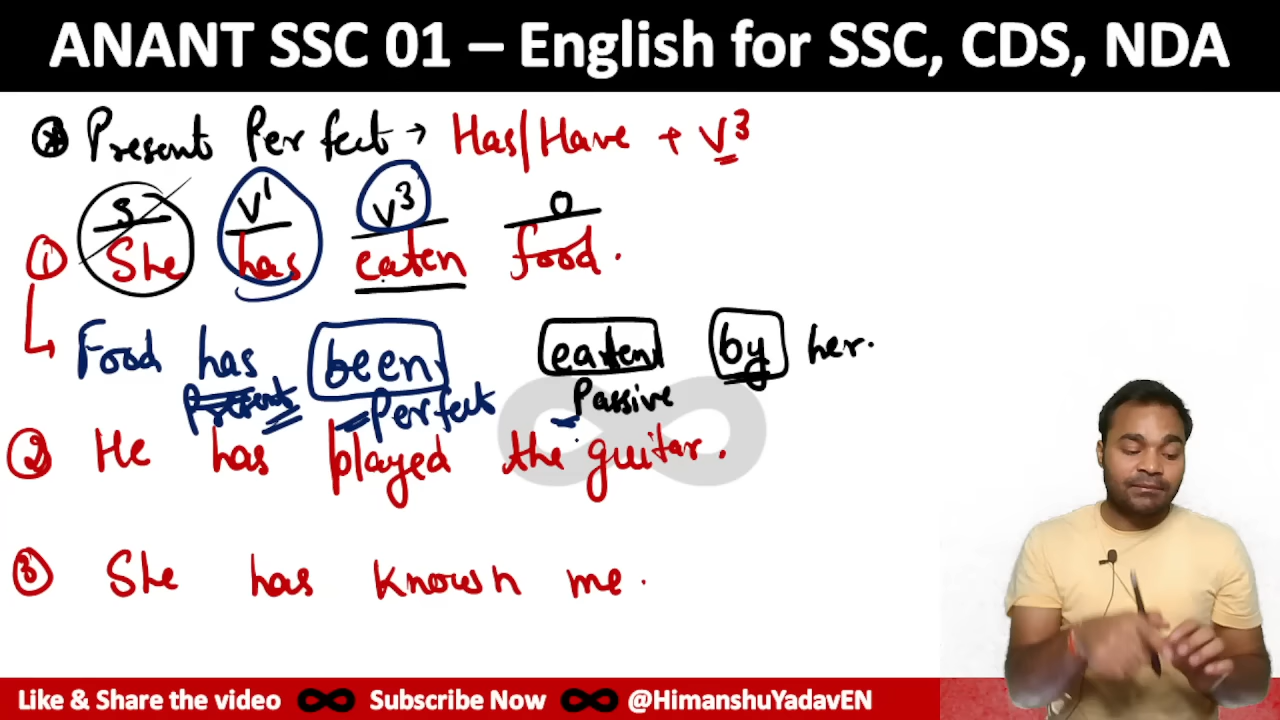 ANANT SSC 01 – English for SSC, CDS, NDA
* Present Perfect → Has/Have + V3
S V1 V3 O
① She has eaten food.
Food has been eaten by her.
Present Perfect Passive
② He has played the guitar.
③ She has known me.
Like & Share the video Subscribe Now @HimanshuYadavEN